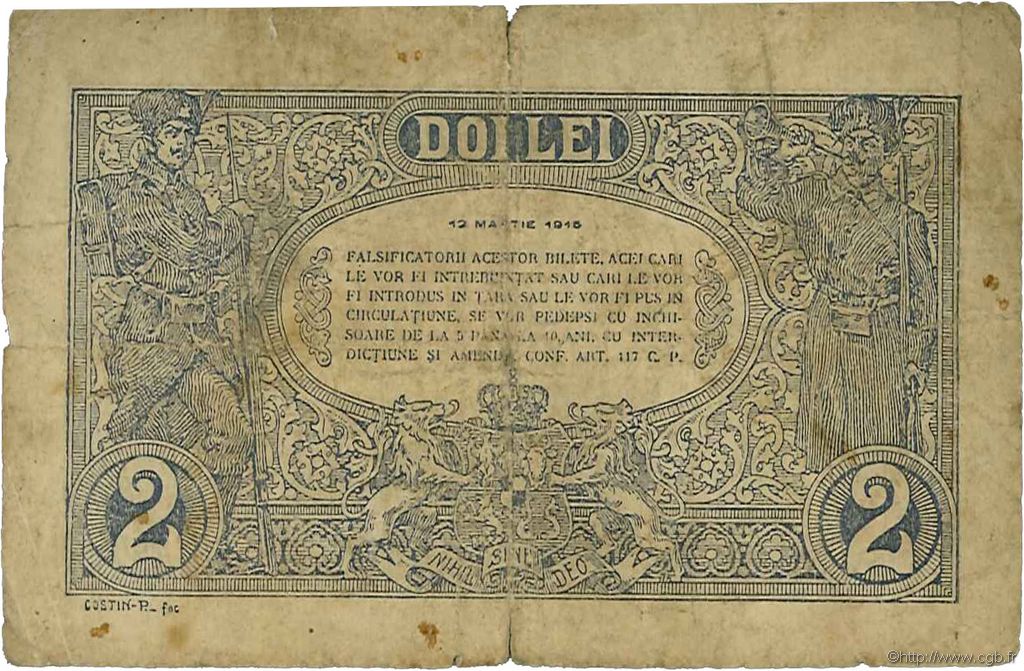 DOI LEI
12 MARTIE 1915
FALSIFICATORII ACESTOR BILETE, ACEI CARI
LE VOR FI INTREBUINȚAT SAU CARI LE VOR
FI INTRODUS IN ȚARA SAU LE VOR FI PUS IN
CIRCULAȚIUNE, SE VOR PEDEPSI CU INCHI-
SOARE DE LA 5 PANA LA 10 ANI, CU INTER-
DICȚIUNE ȘI AMENDA, CONF. ART. 117 C. P.
2 2
NIHIL SINE DEO
COSTIN-P_ fac
©http://www.cgb.fr